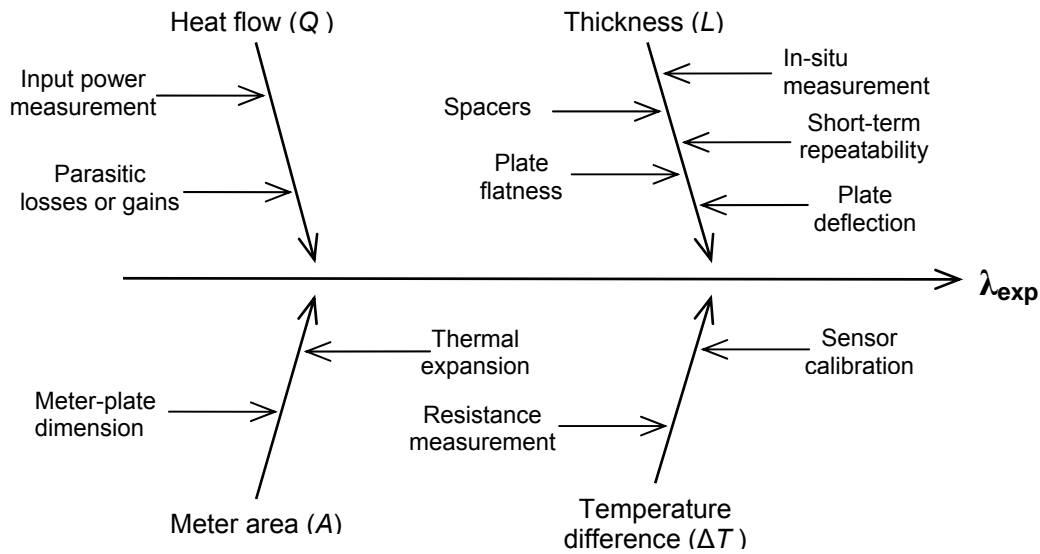 Heat flow (Q )
Thickness (L)
Input power
measurement
Parasitic
losses or gains
In-situ
measurement
Spacers
Short-term
repeatability
Plate
flatness
Plate
deflection
λexp
Thermal
expansion
Meter-plate
dimension
Sensor
calibration
Resistance
measurement
Meter area (A)
Temperature
difference (ΔT )